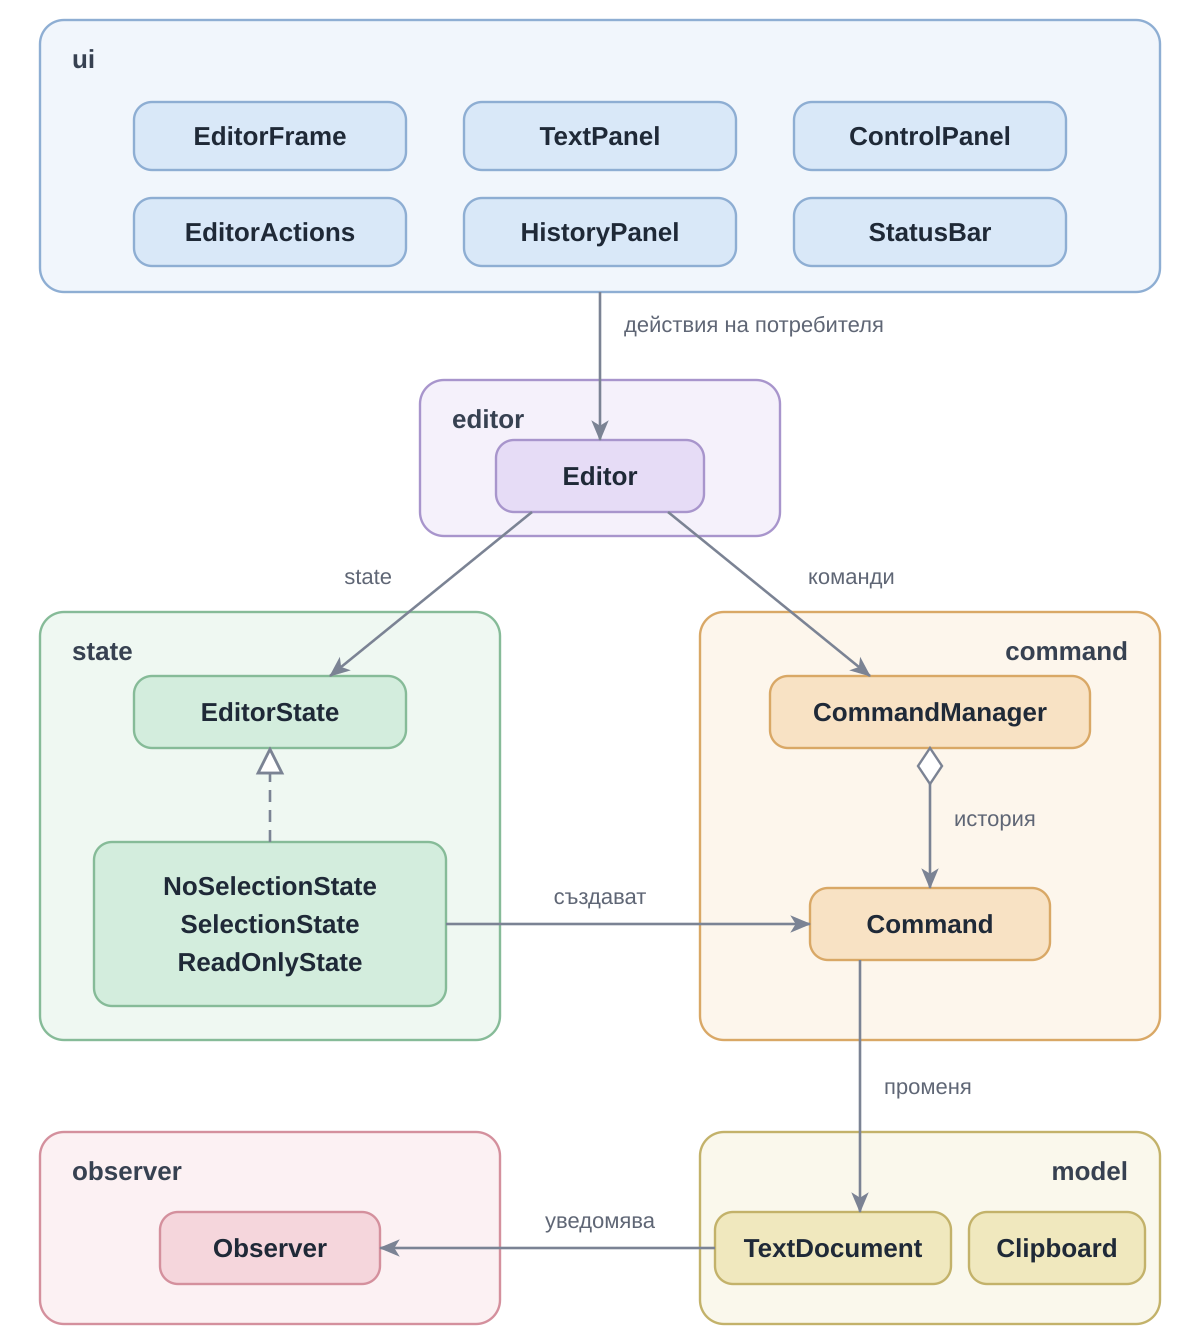 ui
EditorFrame
TextPanel
ControlPanel
EditorActions
HistoryPanel
StatusBar
действия на потребителя
editor
Editor
state
команди
state
command
EditorState
CommandManager
история
NoSelectionState
SelectionState
ReadOnlyState
създават
Command
променя
observer
model
уведомява
Observer
TextDocument
Clipboard